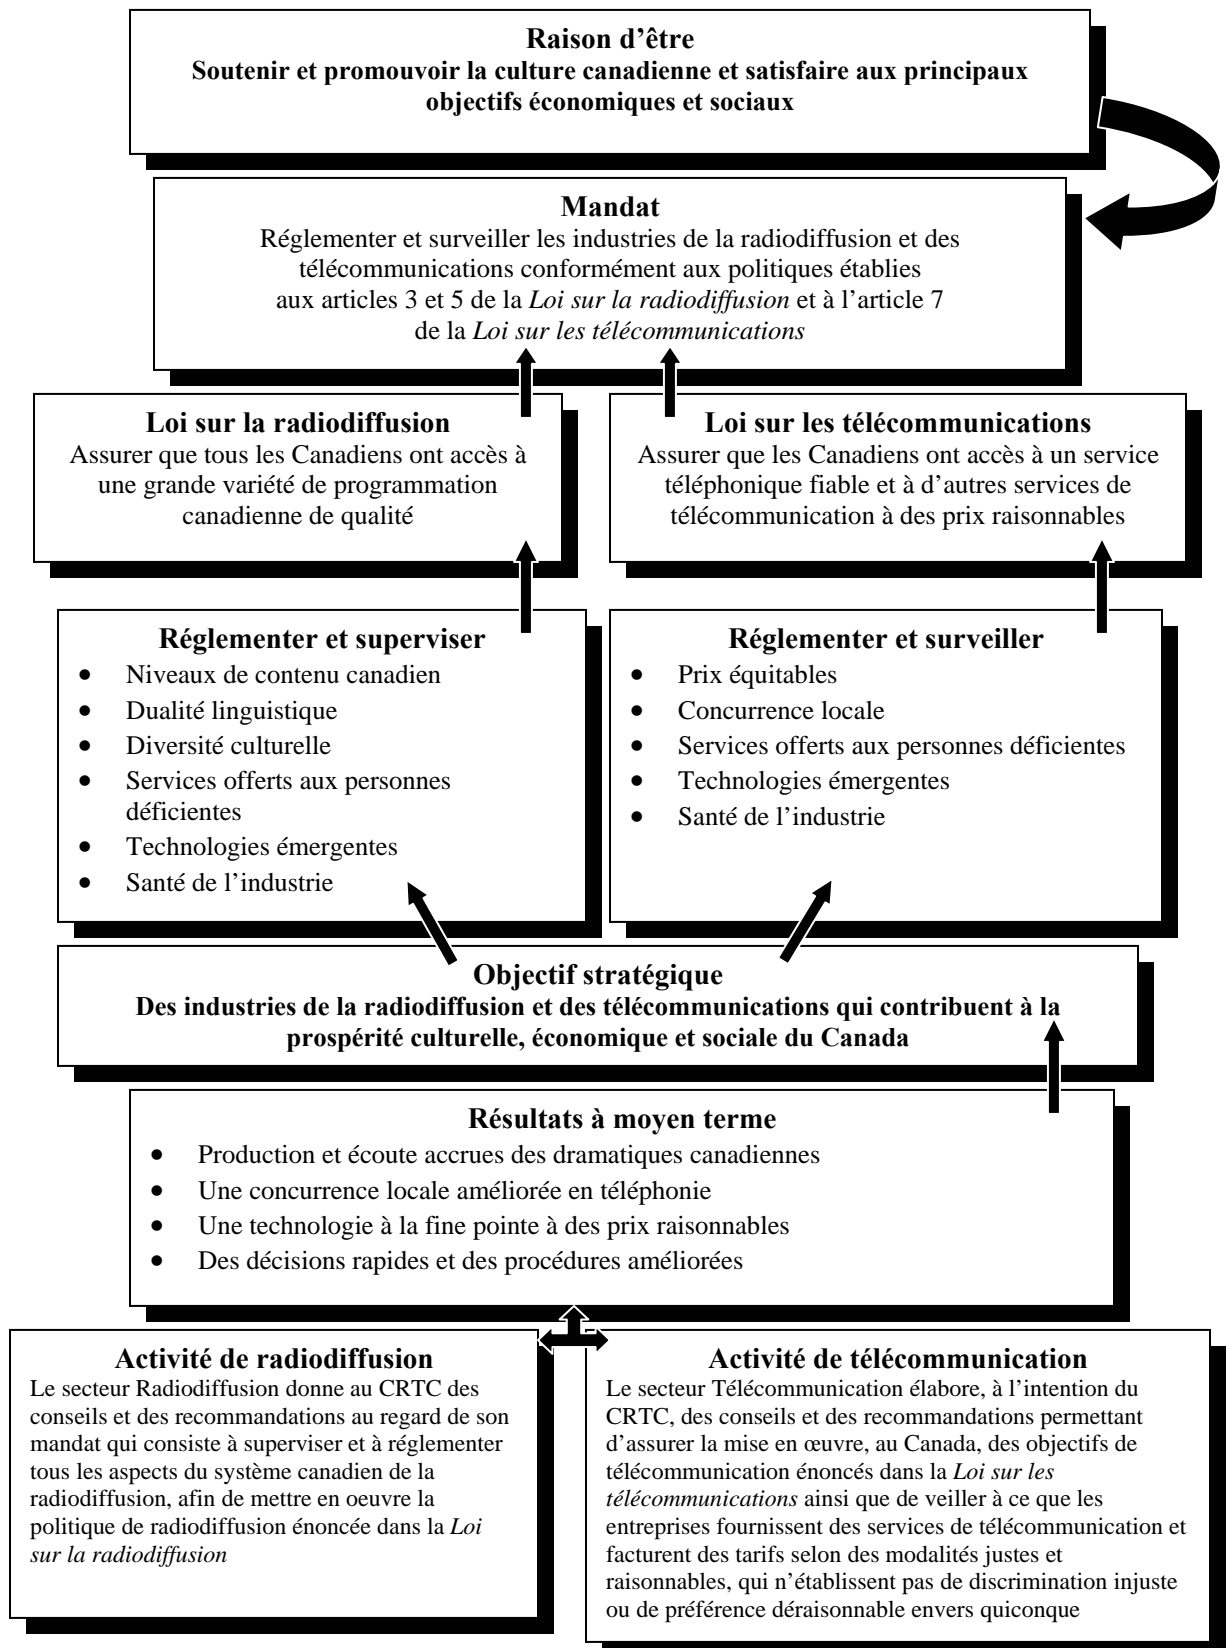 Raison d'être
Soutenir et promouvoir la culture canadienne et satisfaire aux principaux
objectifs économiques et sociaux
Mandat
Réglementer et surveiller les industries de la radiodiffusion et des
télécommunications conformément aux politiques établies
aux articles 3 et 5 de la Loi sur la radiodiffusion et à l'article 7
de la Loi sur les télécommunications
Loi sur la radiodiffusion
Assurer que tous les Canadiens ont accès à
une grande variété de programmation
canadienne de qualité
Loi sur les télécommunications
Assurer que les Canadiens ont accès à un service
téléphonique fiable et à d'autres services de
télécommunication à des prix raisonnables
Réglementer et superviser
• Niveaux de contenu canadien
• Dualité linguistique
• Diversité culturelle
• Services offerts aux personnes
déficientes
• Technologies émergentes
• Santé de l'industrie
Réglementer et surveiller
• Prix équitables
• Concurrence locale
• Services offerts aux personnes déficientes
• Technologies émergentes
• Santé de l'industrie
Objectif stratégique
Des industries de la radiodiffusion et des télécommunications qui contribuent à la
prospérité culturelle, économique et sociale du Canada
Résultats à moyen terme
• Production et écoute accrues des dramatiques canadiennes
• Une concurrence locale améliorée en téléphonie
• Une technologie à la fine pointe à des prix raisonnables
• Des décisions rapides et des procédures améliorées
Activité de radiodiffusion
Le secteur Radiodiffusion donne au CRTC des
conseils et des recommandations au regard de son
mandat qui consiste à superviser et à réglementer
tous les aspects du système canadien de la
radiodiffusion, afin de mettre en oeuvre la
politique de radiodiffusion énoncée dans la Loi
sur la radiodiffusion
Activité de télécommunication
Le secteur Télécommunication élabore, à l'intention du
CRTC, des conseils et des recommandations permettant
d'assurer la mise en œuvre, au Canada, des objectifs de
télécommunication énoncés dans la Loi sur les
télécommunications ainsi que de veiller à ce que les
entreprises fournissent des services de télécommunication et
facturent des tarifs selon des modalités justes et
raisonnables, qui n'établissent pas de discrimination injuste
ou de préférence déraisonnable envers quiconque